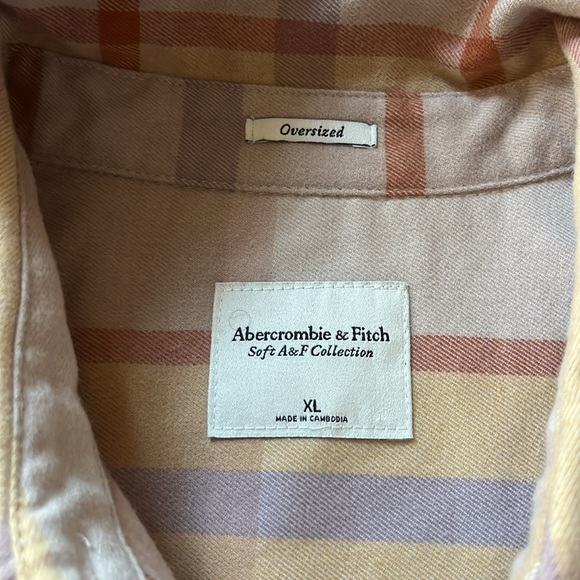 Oversized
Abercrombie & Fitch
Soft A&F Collection
XL
MADE IN CAMBODIA